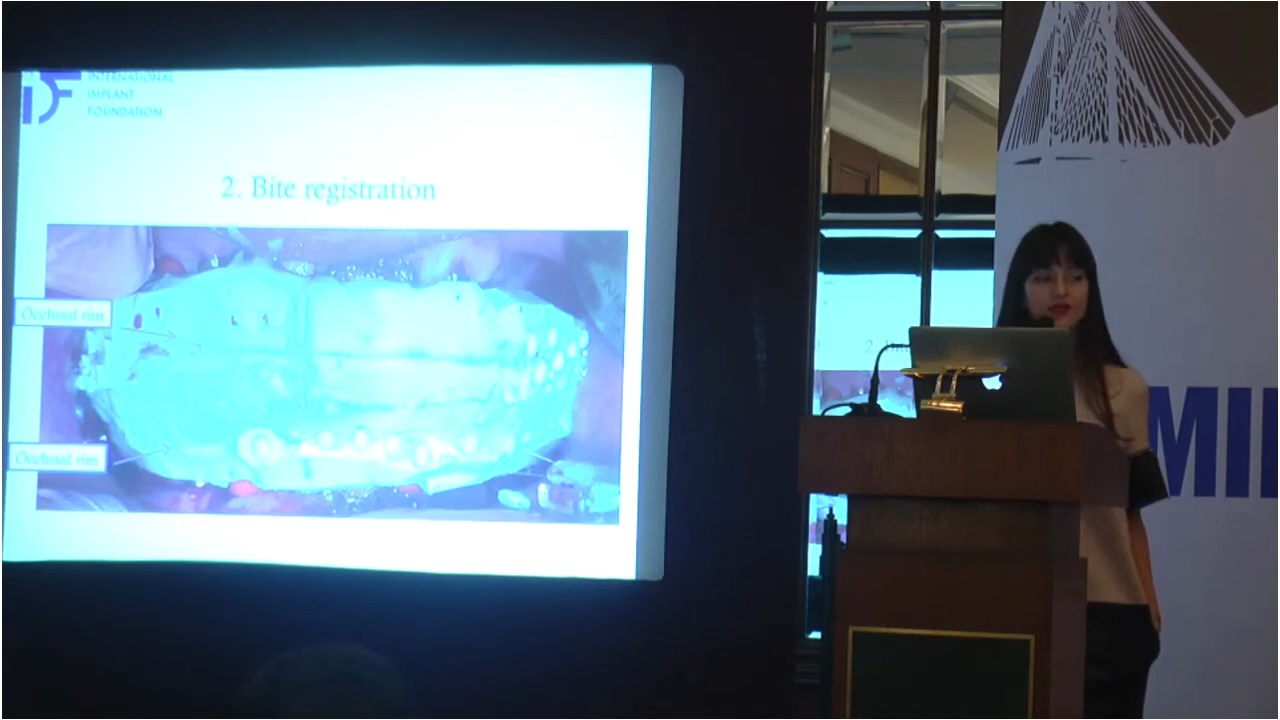 INTERNATIONAL
IMPLANT
FOUNDATION
2. Bite registration
Occlusal rim
Occlusal rim
MI